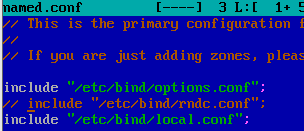 named.conf [----] 3 L:[ 1+ 5
// This is the primary configuration f
//
// If you are just adding zones, pleas
include "/etc/bind/options.conf";
// include "/etc/bind/rndc.conf";
include "/etc/bind/local.conf";